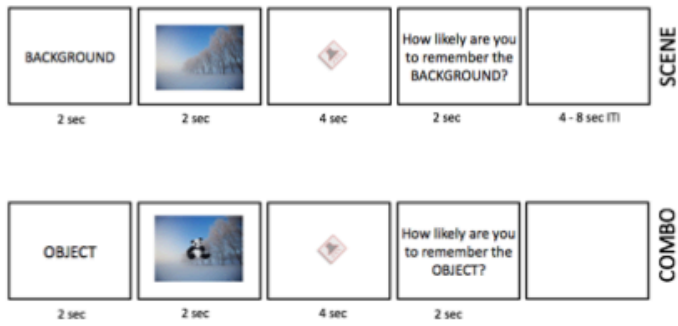 BACKGROUND
How likely are you
to remember the
BACKGROUND?
SCENE
2 sec
2 sec
4 sec
2 sec
4 - 8 sec ITI
OBJECT
How likely are you
to remember the
OBJECT?
COMBO
2 sec
2 sec
4 sec
2 sec